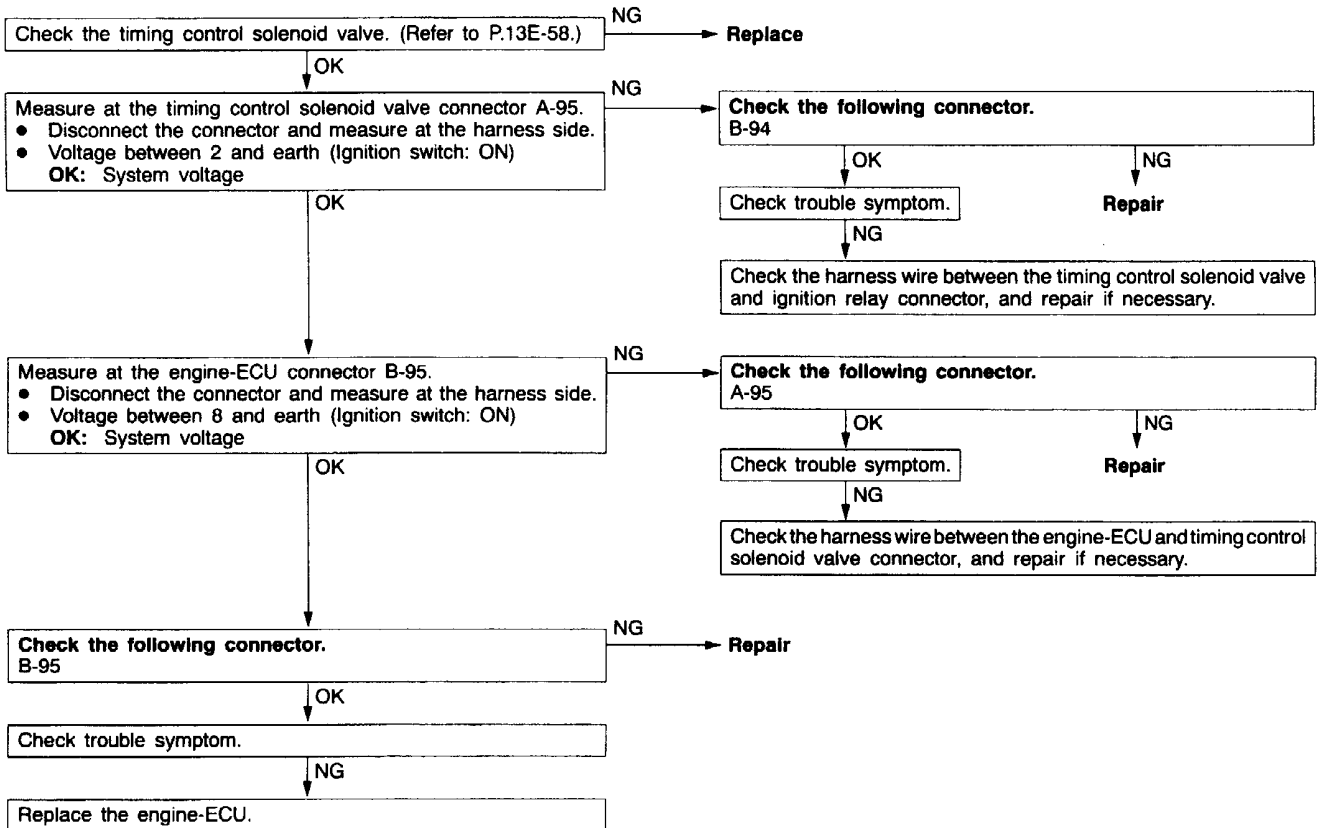 Check the timing control solenoid valve. (Refer to P.13E-58.)
NG
Replace
OK
Measure at the timing control solenoid valve connector A-95.
● Disconnect the connector and measure at the harness side.
● Voltage between 2 and earth (Ignition switch: ON)
OK: System voltage
NG
Check the following connector.
B-94
OK
NG
Check trouble symptom.
Repair
NG
Check the harness wire between the timing control solenoid valve
and ignition relay connector, and repair if necessary.
OK
Measure at the engine-ECU connector B-95.
● Disconnect the connector and measure at the harness side.
● Voltage between 8 and earth (Ignition switch: ON)
OK: System voltage
NG
Check the following connector.
A-95
OK
NG
Check trouble symptom.
Repair
NG
Check the harness wire between the engine-ECU and timing control
solenoid valve connector, and repair if necessary.
OK
Check the following connector.
B-95
NG
Repair
OK
Check trouble symptom.
NG
Replace the engine-ECU.